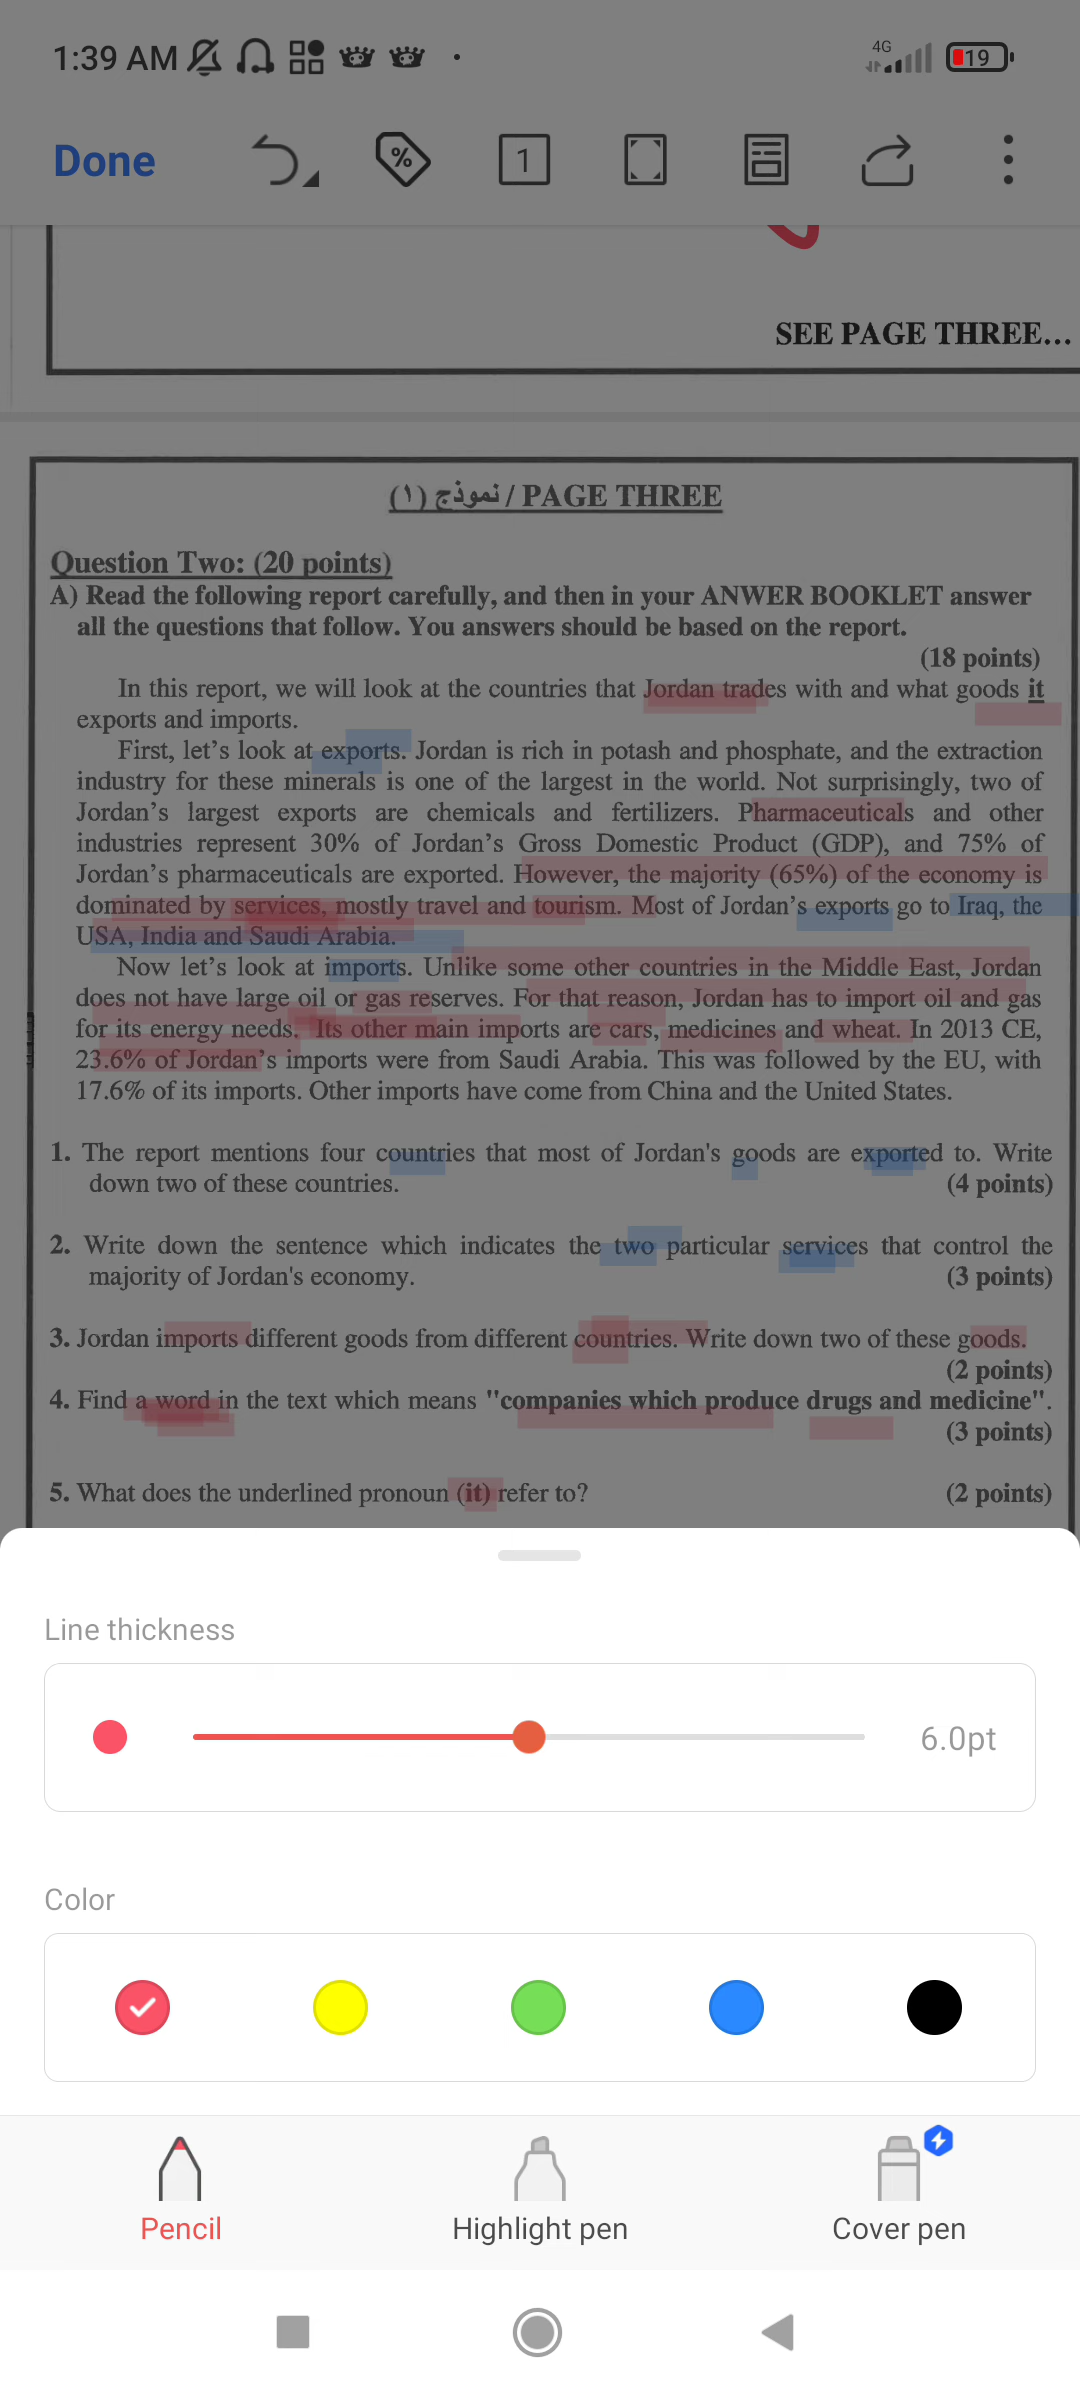 1:39 AM
4G
19
Done
%
1
SEE PAGE THREE...
PAGE THREE / نموذج (١)
Question Two: (20 points)
A) Read the following report carefully, and then in your ANWER BOOKLET answer
all the questions that follow. You answers should be based on the report.
(18 points)
In this report, we will look at the countries that Jordan trades with and what goods it
exports and imports.
First, let's look at exports. Jordan is rich in potash and phosphate, and the extraction
industry for these minerals is one of the largest in the world. Not surprisingly, two of
Jordan's largest exports are chemicals and fertilizers. Pharmaceuticals and other
industries represent 30% of Jordan's Gross Domestic Product (GDP), and 75% of
Jordan's pharmaceuticals are exported. However, the majority (65%) of the economy is
dominated by services, mostly travel and tourism. Most of Jordan's exports go to Iraq, the
USA, India and Saudi Arabia.
Now let's look at imports. Unlike some other countries in the Middle East, Jordan
does not have large oil or gas reserves. For that reason, Jordan has to import oil and gas
for its energy needs. Its other main imports are cars, medicines and wheat. In 2013 CE,
23.6% of Jordan's imports were from Saudi Arabia. This was followed by the EU, with
17.6% of its imports. Other imports have come from China and the United States.
1. The report mentions four countries that most of Jordan's goods are exported to. Write
down two of these countries. (4 points)
2. Write down the sentence which indicates the two particular services that control the
majority of Jordan's economy. (3 points)
3. Jordan imports different goods from different countries. Write down two of these goods.
(2 points)
4. Find a word in the text which means "companies which produce drugs and medicine".
(3 points)
5. What does the underlined pronoun (it) refer to? (2 points)
Line thickness
6.0pt
Color
Pencil
Highlight pen
Cover pen